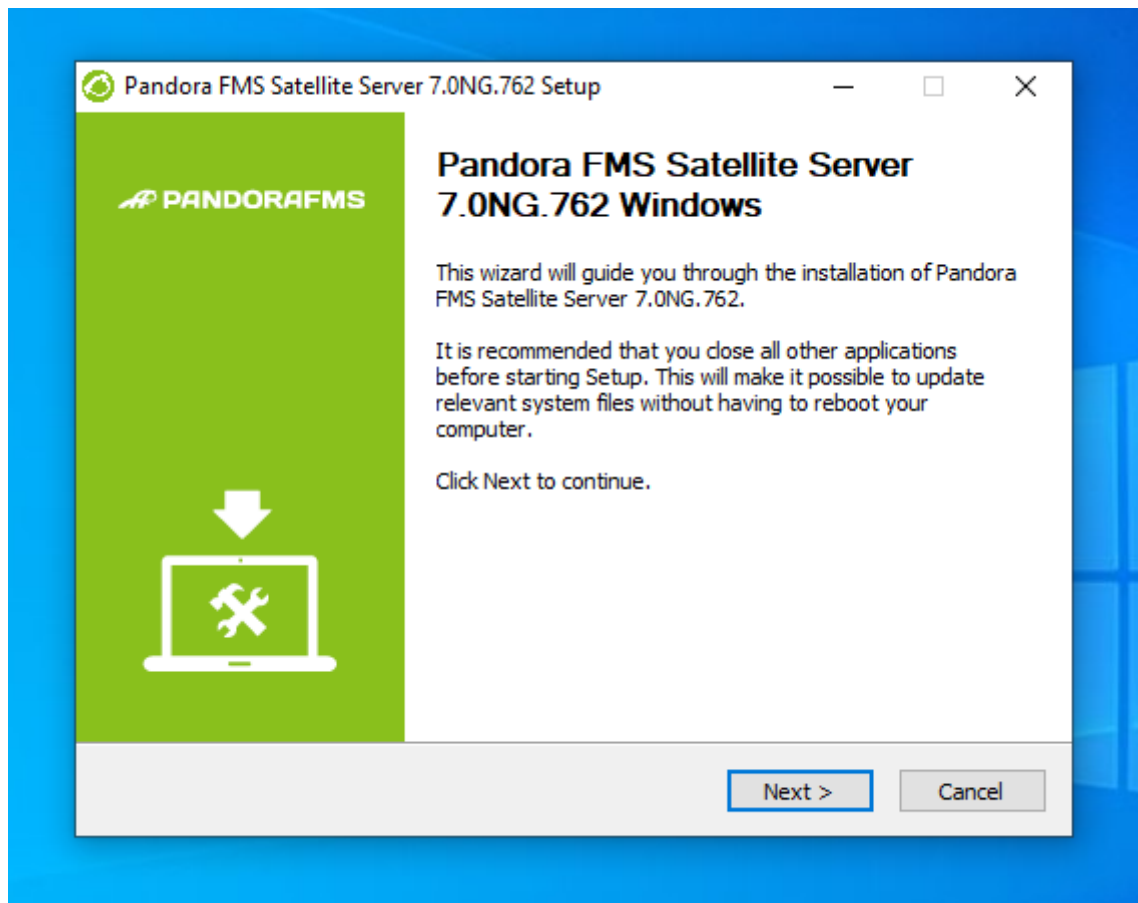 Pandora FMS Satellite Server 7.0NG.762 Setup
PANDORAFMS
Pandora FMS Satellite Server
7.0NG.762 Windows
This wizard will guide you through the installation of Pandora
FMS Satellite Server 7.0NG.762.
It is recommended that you close all other applications
before starting Setup. This will make it possible to update
relevant system files without having to reboot your
computer.
Click Next to continue.
Next >
Cancel